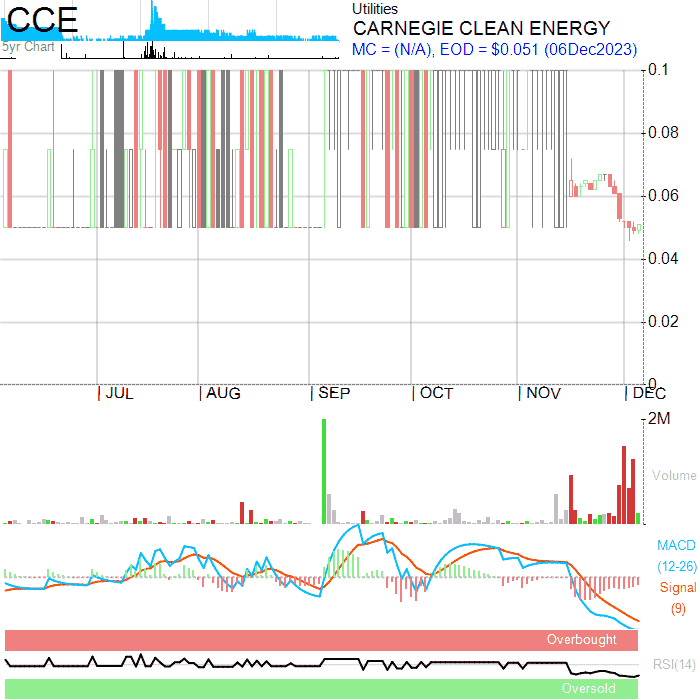 CCE
5yr Chart
Utilities
CARNEGIE CLEAN ENERGY
MC = (N/A), EOD = $0.051 (06Dec2023)
0.1
0.08
0.06
0.04
0.02
0
JUL AUG SEP OCT NOV DEC
2M
Volume
MACD
(12-26)
Signal
(9)
Overbought
RSI(14)
Oversold